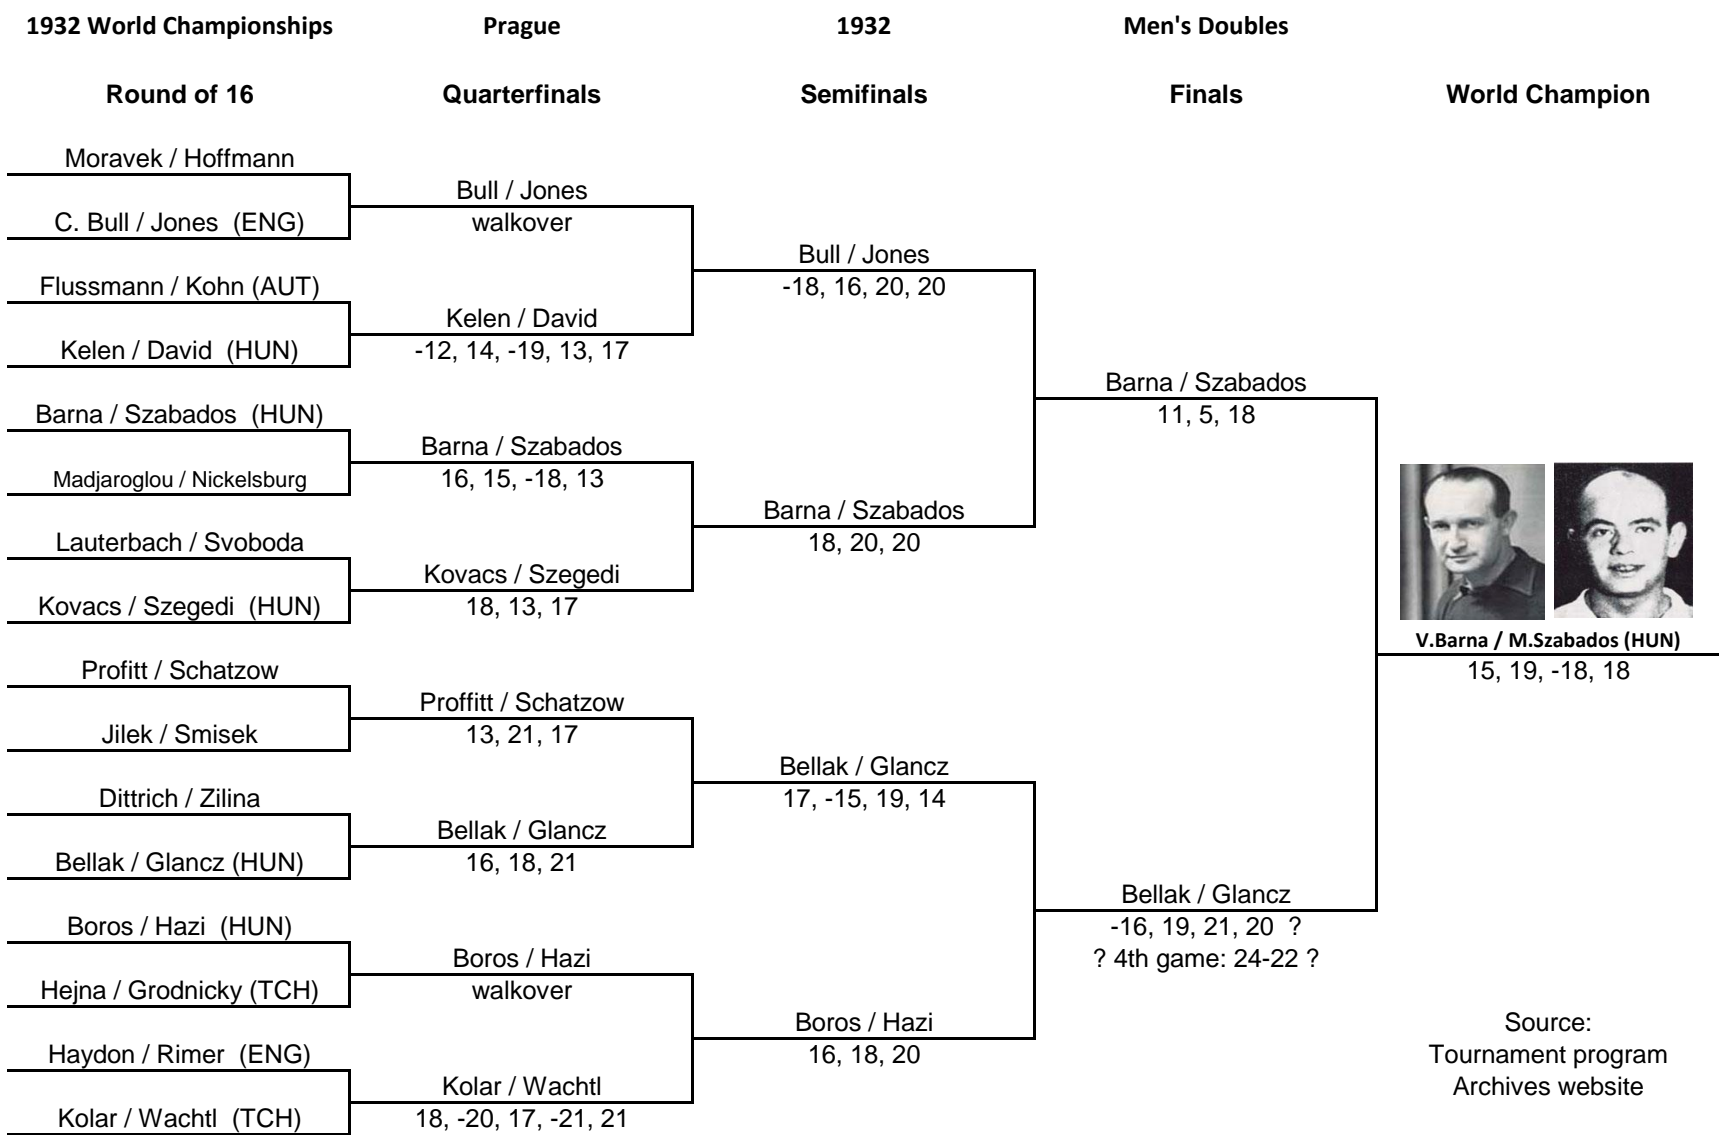 1932 World Championships Prague 1932 Men's Doubles
Round of 16 Quarterfinals Semifinals Finals World Champion
Moravek / Hoffmann
C. Bull / Jones (ENG)
Flussmann / Kohn (AUT)
Kelen / David (HUN)
Barna / Szabados (HUN)
Madjaroglou / Nickelsburg
Lauterbach / Svoboda
Kovacs / Szegedi (HUN)
Profitt / Schatzow
Jilek / Smisek
Dittrich / Zilina
Bellak / Glancz (HUN)
Boros / Hazi (HUN)
Hejna / Grodnicky (TCH)
Haydon / Rimer (ENG)
Kolar / Wachtl (TCH)
Bull / Jones
walkover
Kelen / David
-12, 14, -19, 13, 17
Barna / Szabados
16, 15, -18, 13
Kovacs / Szegedi
18, 13, 17
Proffitt / Schatzow
13, 21, 17
Bellak / Glancz
16, 18, 21
Boros / Hazi
walkover
Kolar / Wachtl
18, -20, 17, -21, 21
Bull / Jones
-18, 16, 20, 20
Barna / Szabados
18, 20, 20
Bellak / Glancz
17, -15, 19, 14
Boros / Hazi
16, 18, 20
Barna / Szabados
11, 5, 18
Bellak / Glancz
-16, 19, 21, 20 ?
? 4th game: 24-22 ?
V.Barna / M.Szabados (HUN)
15, 19, -18, 18
Source:
Tournament program
Archives website